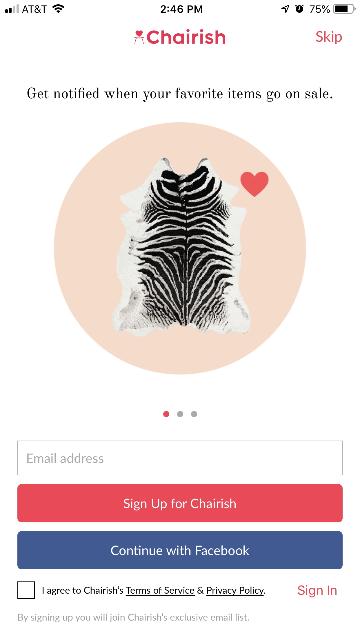 AT&T 2:46 PM 75%
Chairish Skip
Get notified when your favorite items go on sale.
Email address
Sign Up for Chairish
Continue with Facebook
I agree to Chairish's Terms of Service & Privacy Policy. Sign In
By signing up you will join Chairish's exclusive email list.